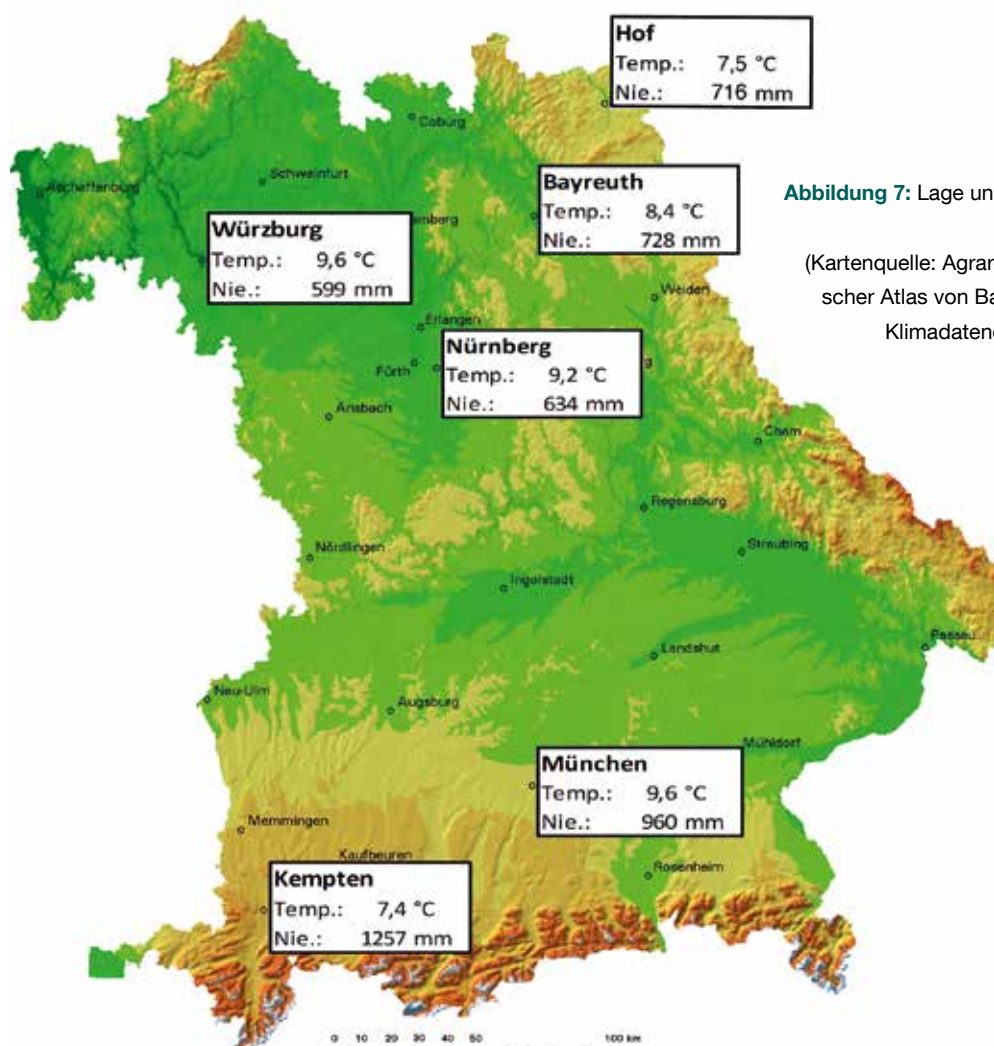 Hof
Temp.: 7,5 °C
Nie.: 716 mm
Coburg
Aschaffenburg
Schweinfurt
Bayreuth
Temp.: 8,4 °C
Nie.: 728 mm
Abbildung 7: Lage un
(Kartenquelle: Agrar
scher Atlas von Ba
Klimadaten
Würzburg
Temp.: 9,6 °C
Nie.: 599 mm
emberg
Weiden
Erlangen
Fürth
Nürnberg
Temp.: 9,2 °C
Nie.: 634 mm
g
Ansbach
Cham
Regensburg
Straubing
Nördlingen
Ingolstadt
Passau
Landshut
Neu-Ulm
Augsburg
Mühldorf
München
Temp.: 9,6 °C
Nie.: 960 mm
Memmingen
Kaufbeuren
Rosenheim
Kempten
Temp.: 7,4 °C
Nie.: 1257 mm
0 10 20 30 40 50 100 km